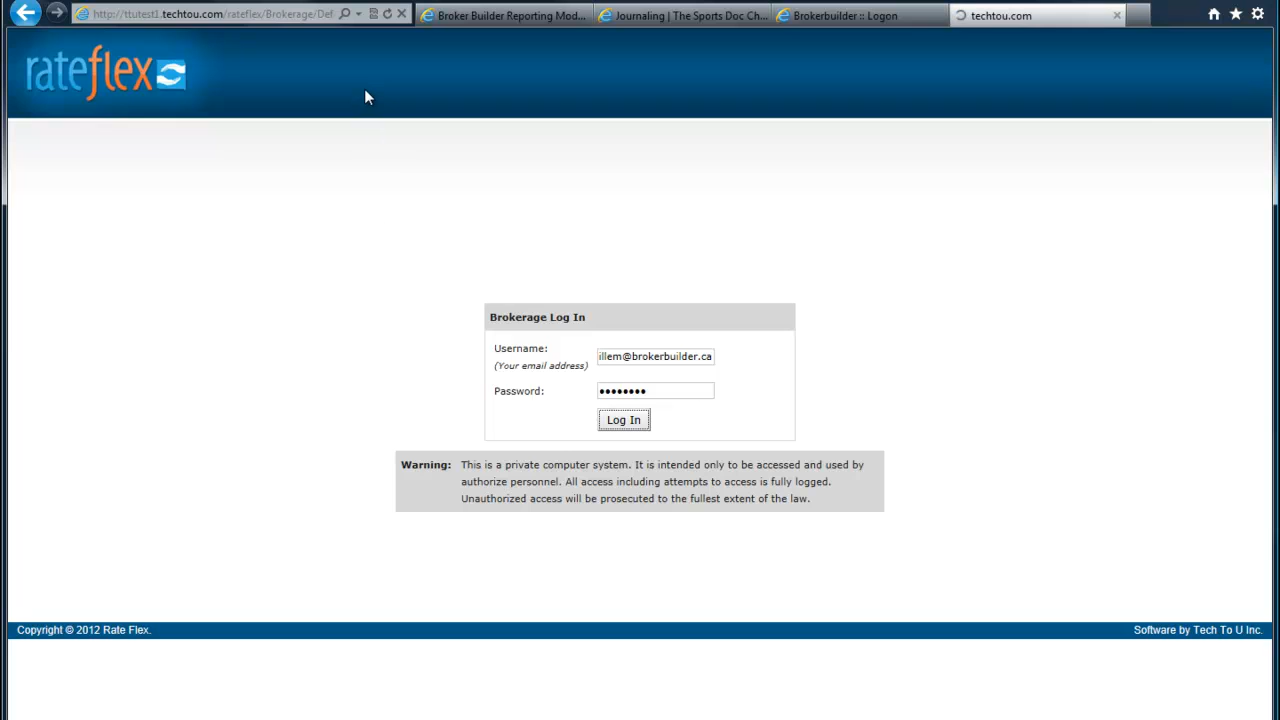 http://ttutest1.techtou.com/rateflex/Brokerage/Def
Broker Builder Reporting Mod...
Journaling | The Sports Doc Ch...
Brokerbuilder :: Logon
techtou.com
rateflex
Brokerage Log In
Username:
(Your email address)
illem@brokerbuilder.ca
Password:
••••••••
Log In
Warning: This is a private computer system. It is intended only to be accessed and used by
authorize personnel. All access including attempts to access is fully logged.
Unauthorized access will be prosecuted to the fullest extent of the law.
Copyright © 2012 Rate Flex.
Software by Tech To U Inc.